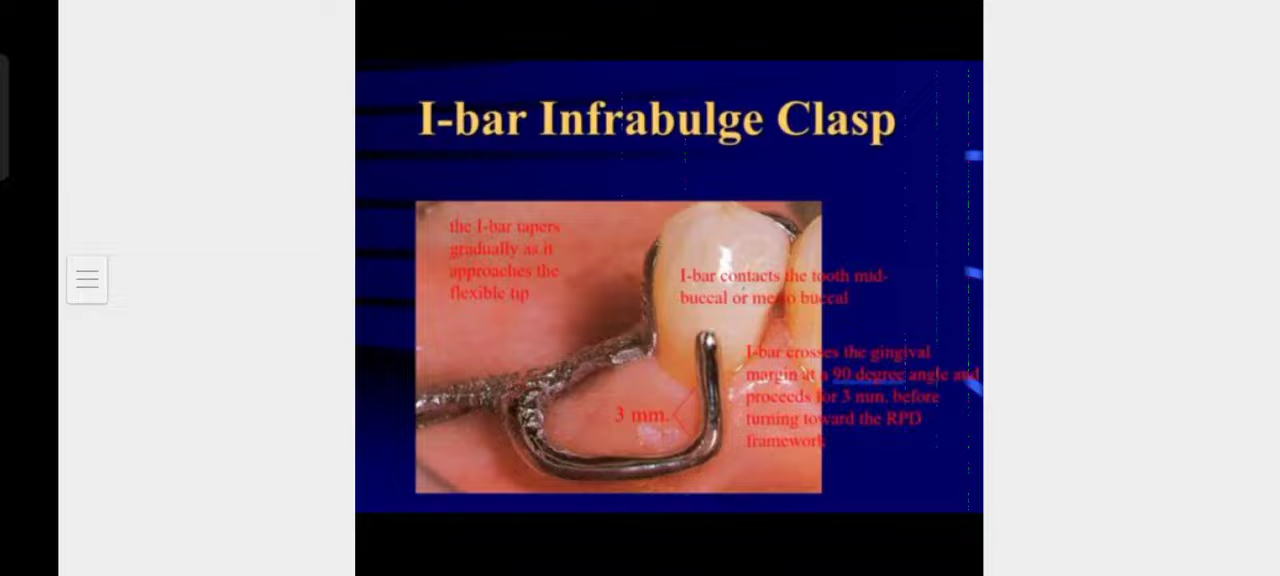 I-bar Infrabulge Clasp
the I-bar tapers
gradually as it
approaches the
flexible tip
I-bar contacts the tooth mid-
buccal or meso buccal
I-bar crosses the gingival
margin at a 90 degree angle and
proceeds for 3 mm. before
turning toward the RPD
framework
3 mm.